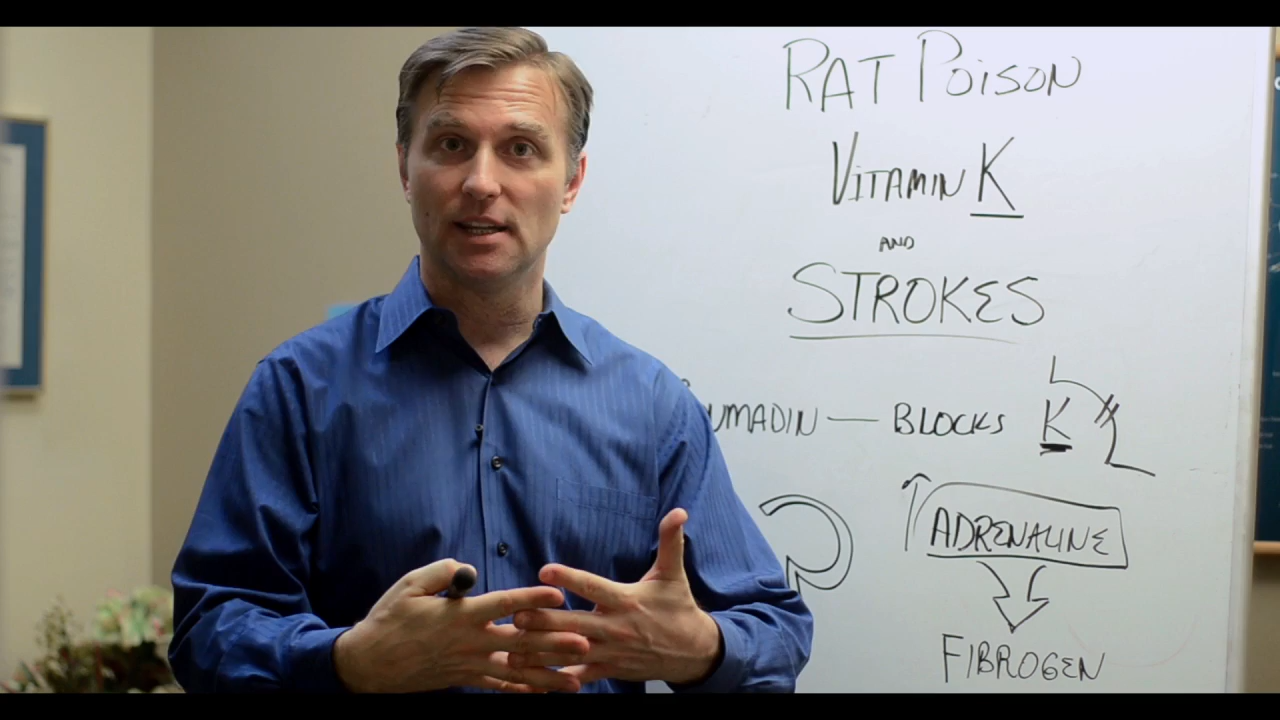 RAT POISON
VITAMIN K
AND
STROKES
UMADIN — BLOCKS K
ADRENALINE
FIBROGEN